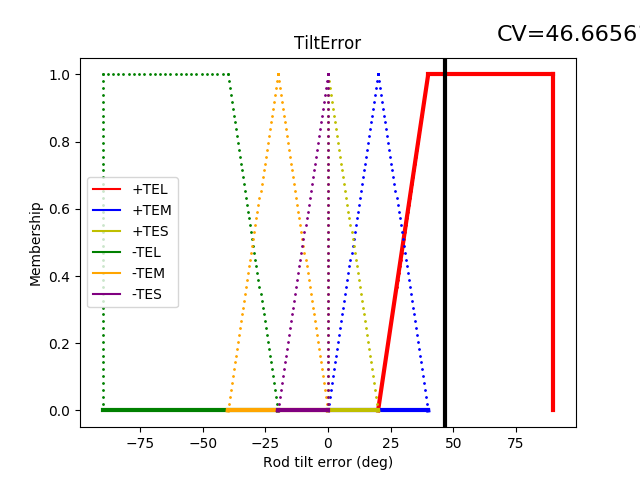 CV=46.6656
TiltError
1.0
0.8
0.6
0.4
0.2
0.0
Membership
+TEL
+TEM
+TES
-TEL
-TEM
-TES
−75
−50
−25
0
25
50
75
Rod tilt error (deg)